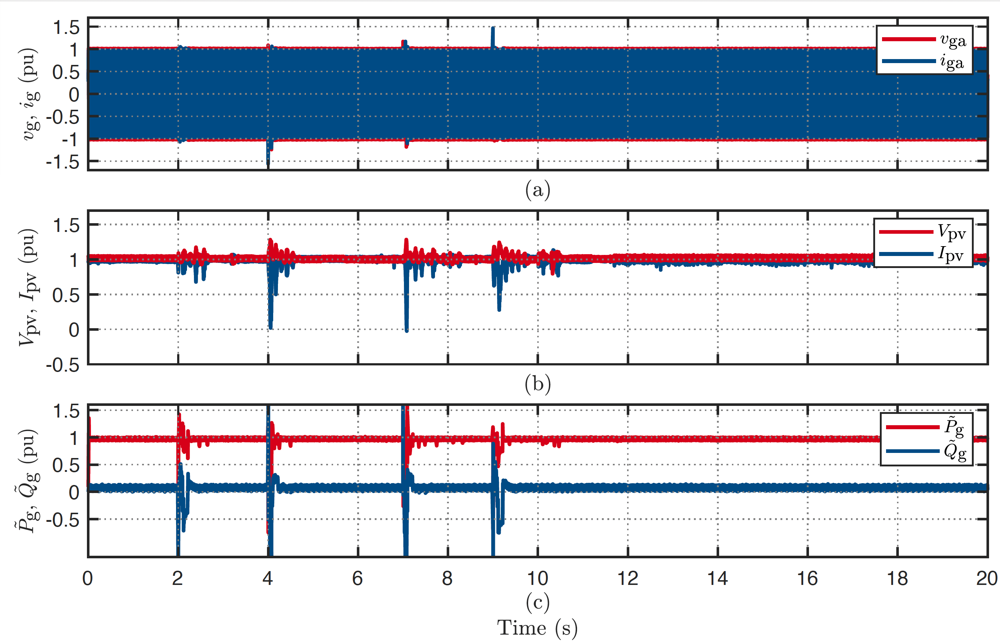 vg, ig (pu)
1.5
1
0.5
0
-0.5
-1
-1.5
vga
iga
(a)
Vpv, Ipv (pu)
1.5
1
0.5
0
-0.5
Vpv
Ipv
(b)
P̃g, Q̃g (pu)
1.5
1
0.5
0
-0.5
P̃g
Q̃g
0 2 4 6 8 10 12 14 16 18 20
(c)
Time (s)